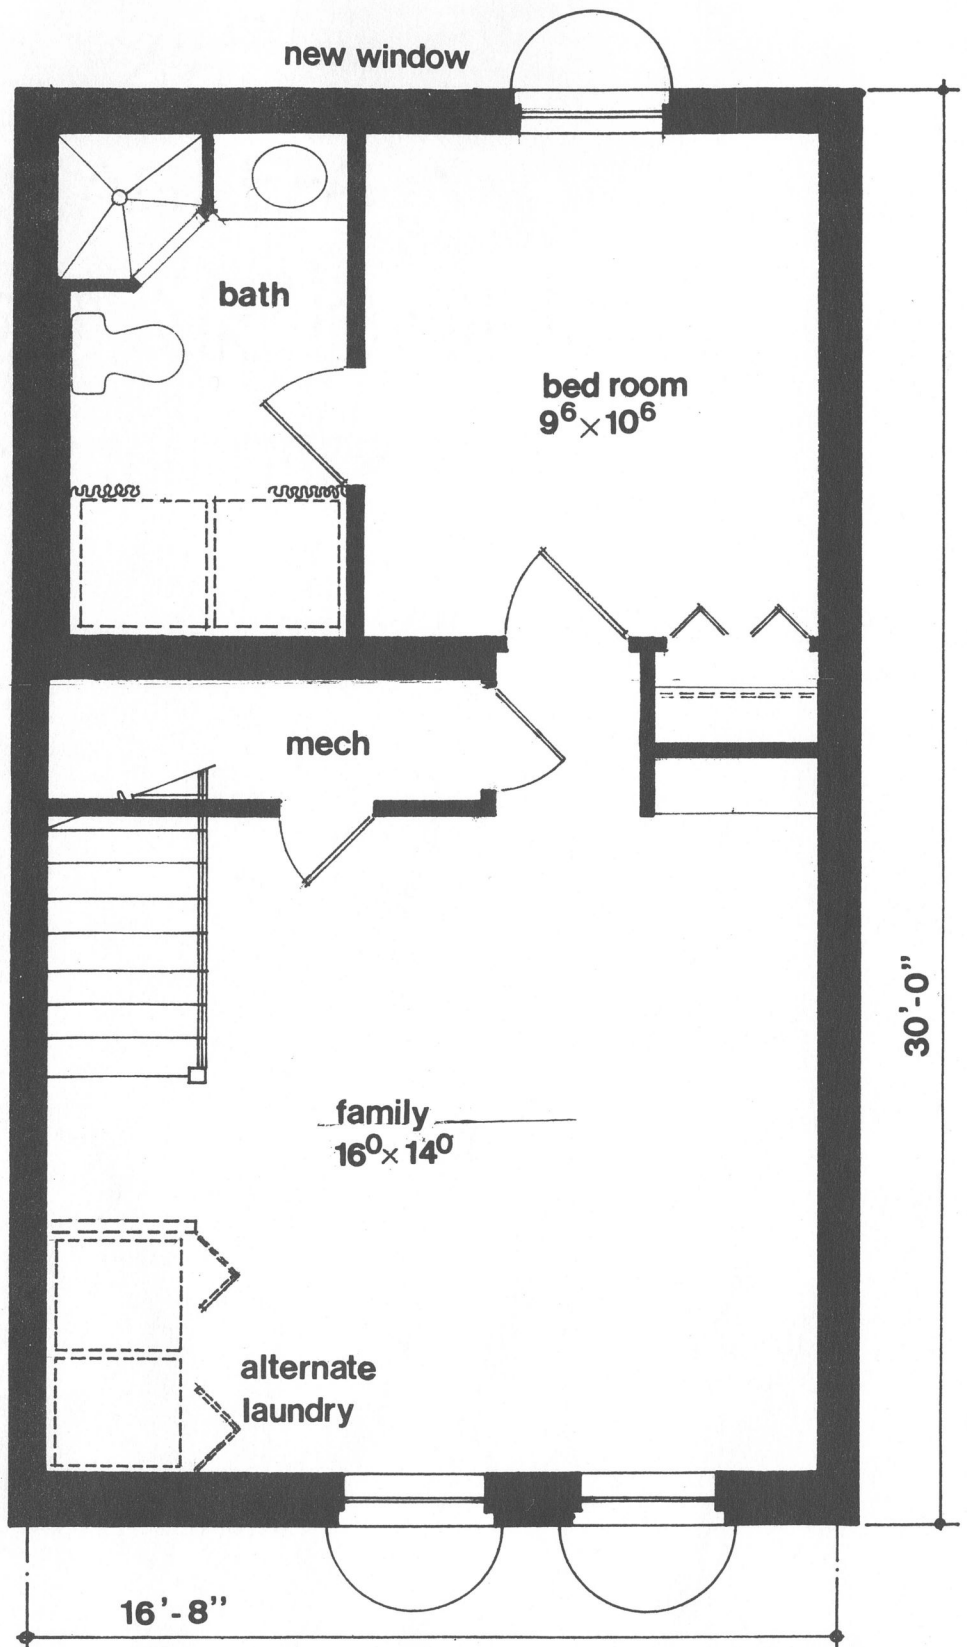 new window
bath
bed room
9⁶×10⁶
mech
30'-0"
family
16⁰×14⁰
alternate
laundry
16'-8"